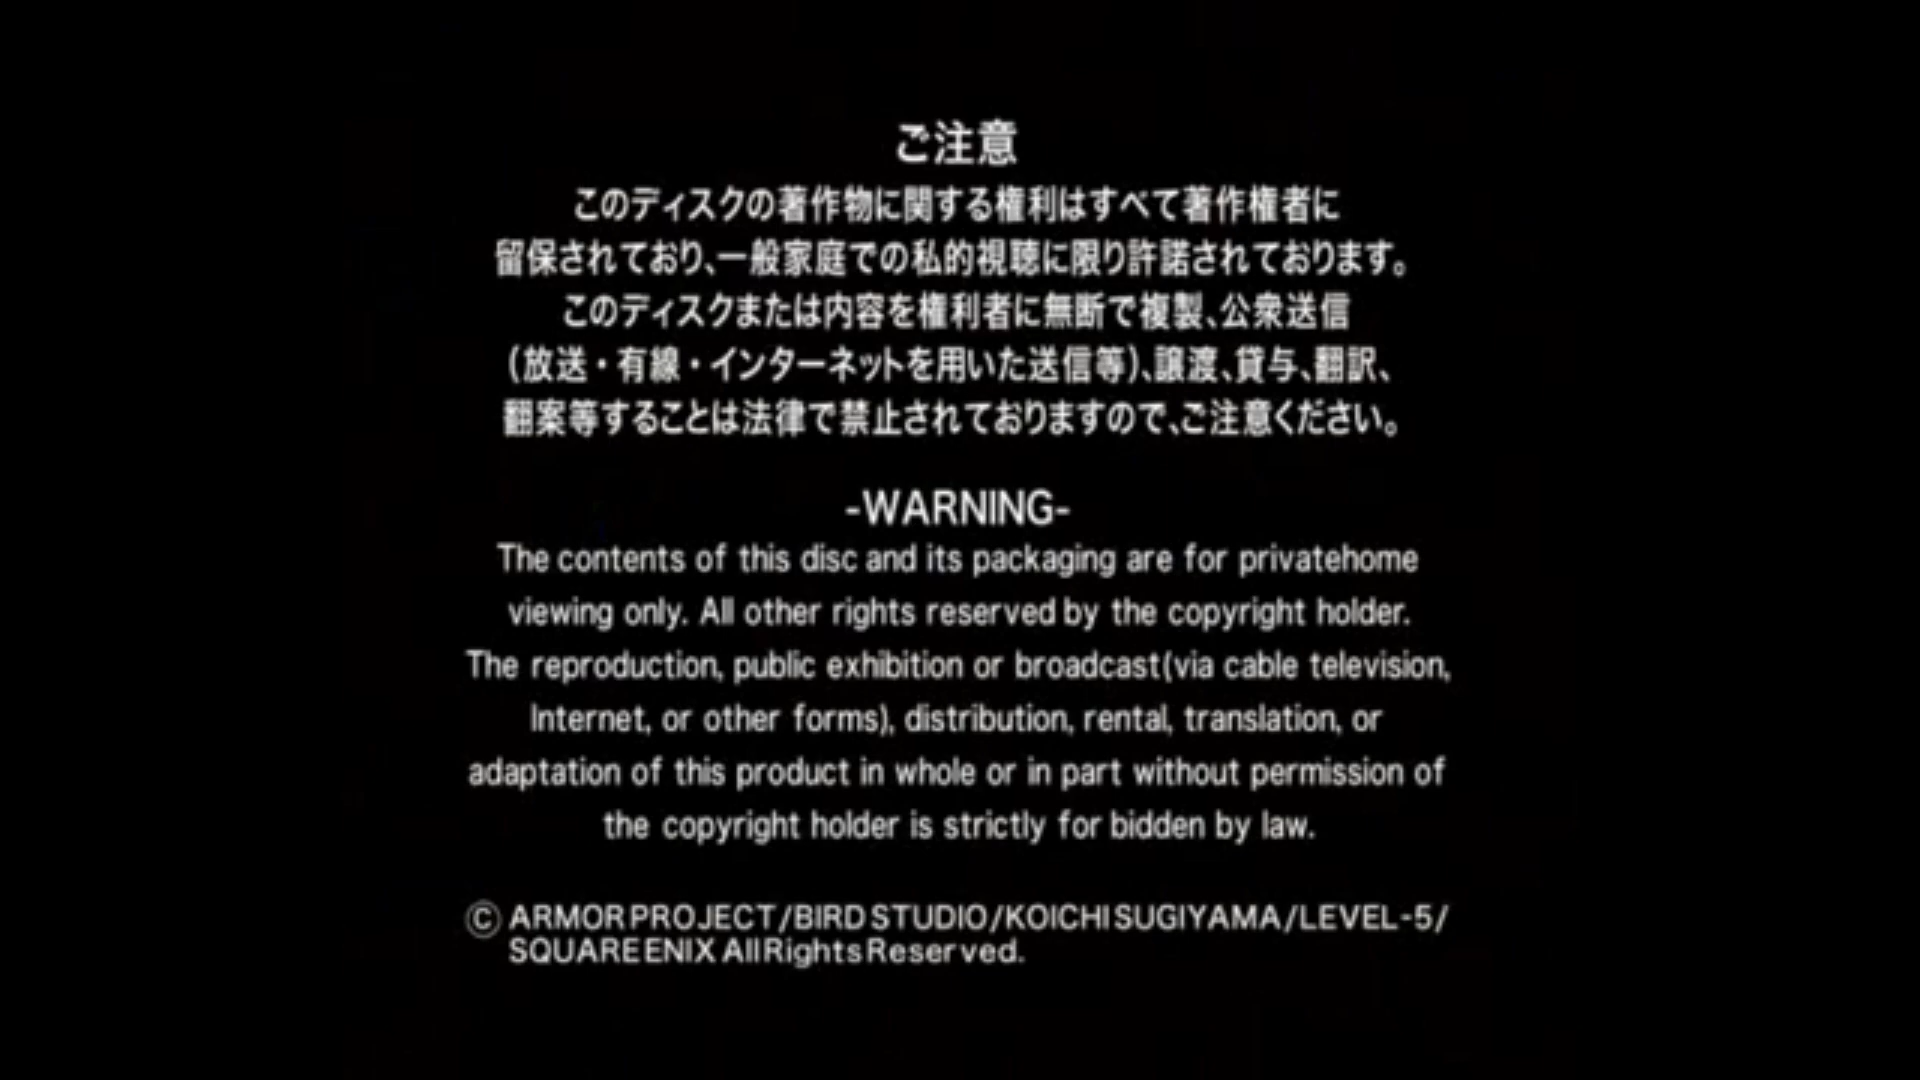 ご注意
このディスクの著作物に関する権利はすべて著作権者に
留保されており、一般家庭での私的視聴に限り許諾されております。
このディスクまたは内容を権利者に無断で複製、公衆送信
(放送・有線・インターネットを用いた送信等)、譲渡、貸与、翻訳、
翻案等することは法律で禁止されておりますので、ご注意ください。
-WARNING-
The contents of this disc and its packaging are for privatehome
viewing only. All other rights reserved by the copyright holder.
The reproduction, public exhibition or broadcast(via cable television,
Internet, or other forms), distribution, rental, translation, or
adaptation of this product in whole or in part without permission of
the copyright holder is strictly for bidden by law.
© ARMOR PROJECT/BIRD STUDIO/KOICHI SUGIYAMA/LEVEL-5/
SQUARE ENIX All Rights Reserved.